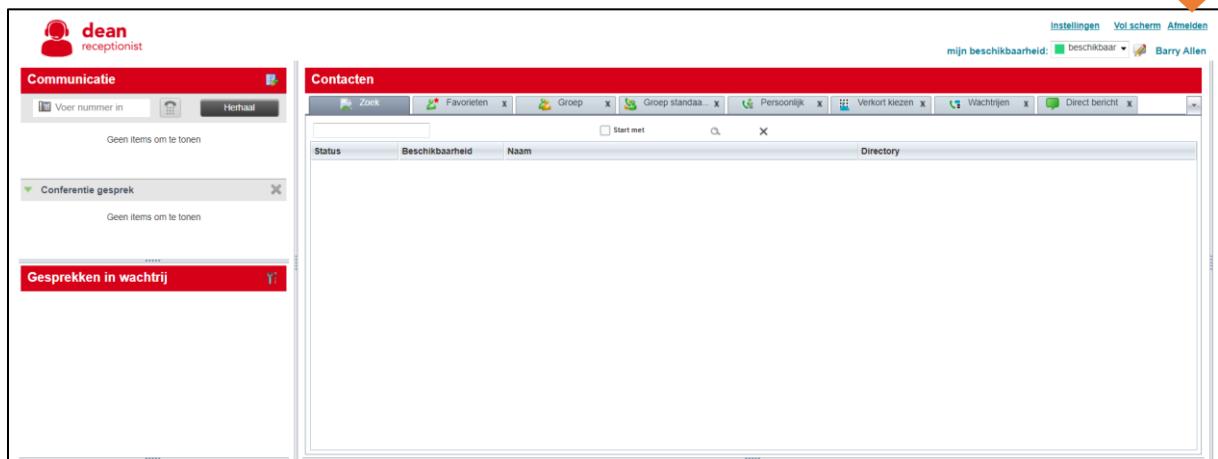 dean
receptionist
Instellingen Vol scherm Afmelden
mijn beschikbaarheid: beschikbaar Barry Allen
Communicatie
Voer nummer in Herhaal
Geen items om te tonen
Conferentie gesprek
Geen items om te tonen
Gesprekken in wachtrij
Contacten
Zoek Favorieten x Groep x Groep standaa... x Persoonlijk x Verkort kiezen x Wachtrijen x Direct bericht x
Start met
Status Beschikbaarheid Naam Directory